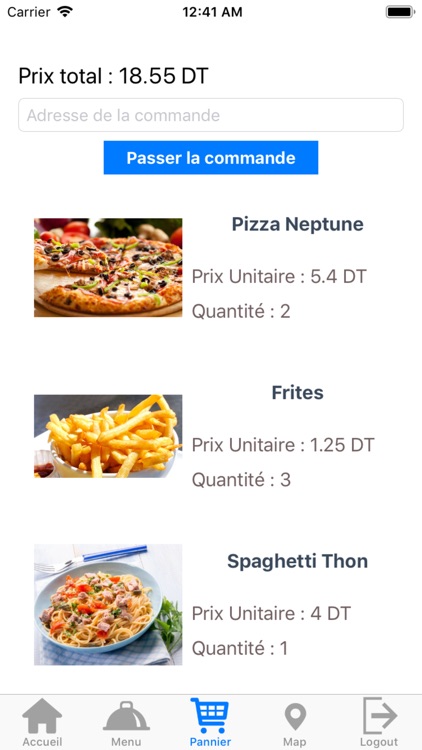 Carrier 12:41 AM
Prix total : 18.55 DT
Adresse de la commande
Passer la commande
Pizza Neptune
Prix Unitaire : 5.4 DT
Quantité : 2
Frites
Prix Unitaire : 1.25 DT
Quantité : 3
Spaghetti Thon
Prix Unitaire : 4 DT
Quantité : 1
Accueil Menu Pannier Map Logout